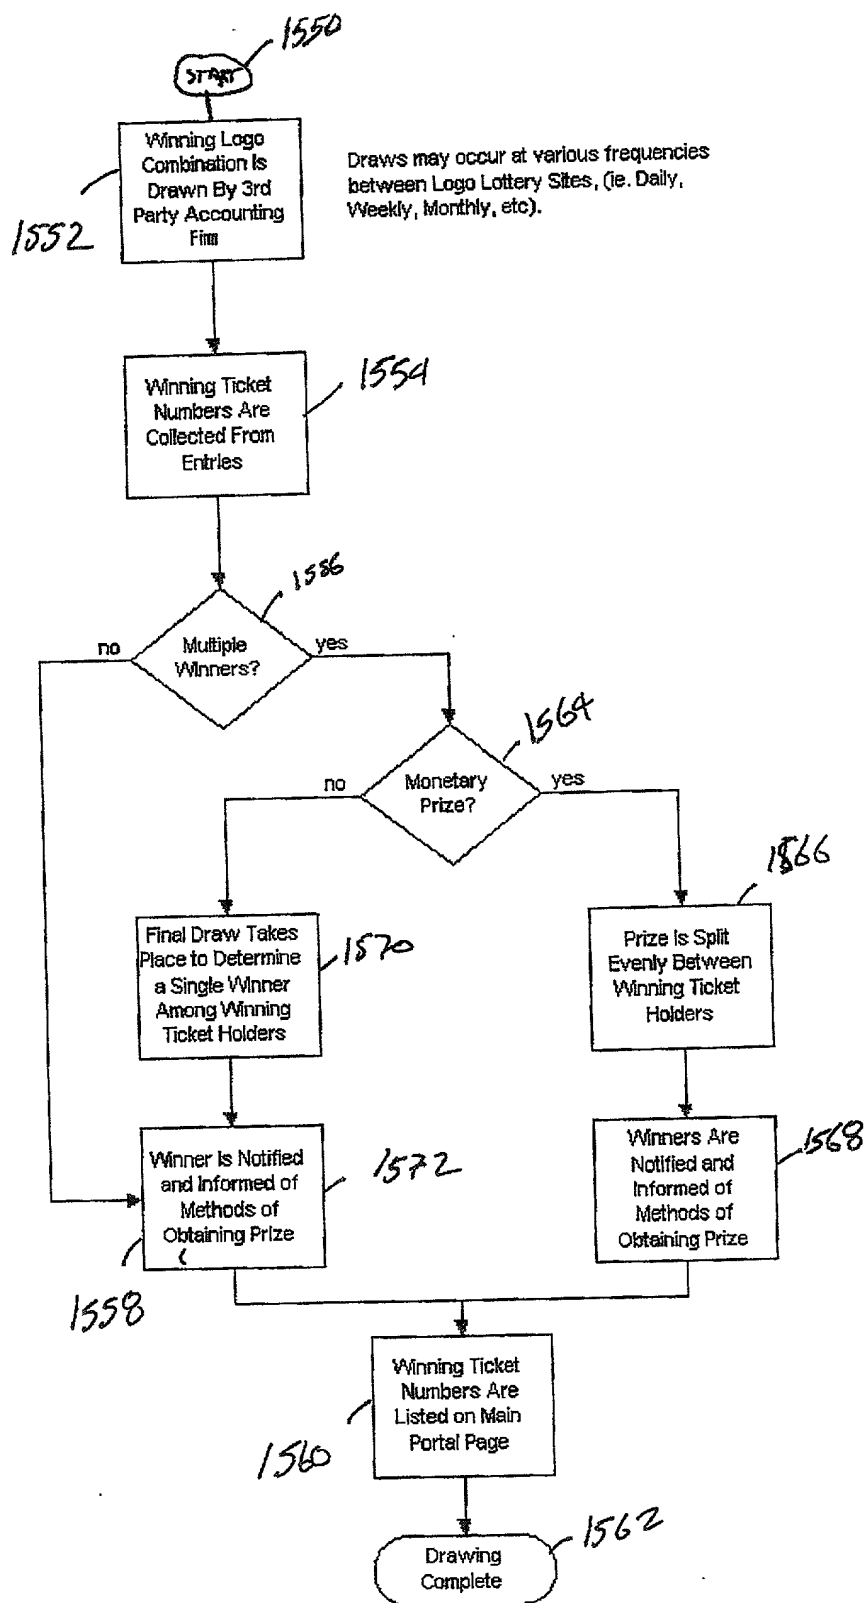 1550
START
Winning Logo
Combination Is
Drawn By 3rd
Party Accounting
Firm
1552
Draws may occur at various frequencies
between Logo Lottery Sites, (ie. Daily,
Weekly, Monthly, etc).
Winning Ticket
Numbers Are
Collected From
Entries
1554
1556
Multiple
Winners?
no
yes
1564
Monetary
Prize?
no
yes
1566
Final Draw Takes
Place to Determine
a Single Winner
Among Winning
Ticket Holders
1570
Prize is Split
Evenly Between
Winning Ticket
Holders
Winner is Notified
and Informed of
Methods of
Obtaining Prize
1572
1558
Winners Are
Notified and
Informed of
Methods of
Obtaining Prize
1568
Winning Ticket
Numbers Are
Listed on Main
Portal Page
1560
1562
Drawing
Complete